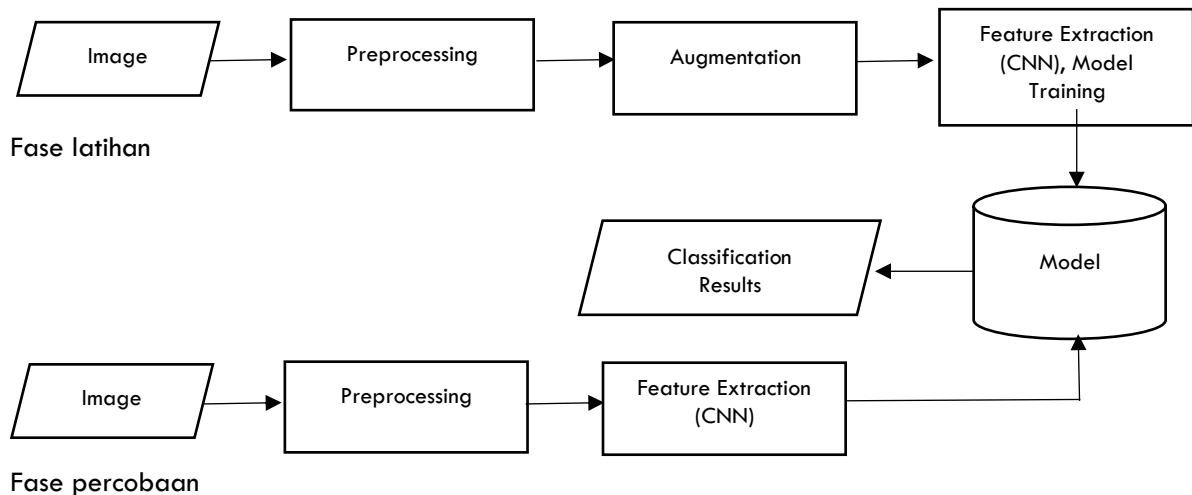 Image
Preprocessing
Augmentation
Feature Extraction
(CNN), Model
Training
Fase latihan
Classification
Results
Model
Image
Preprocessing
Feature Extraction
(CNN)
Fase percobaan